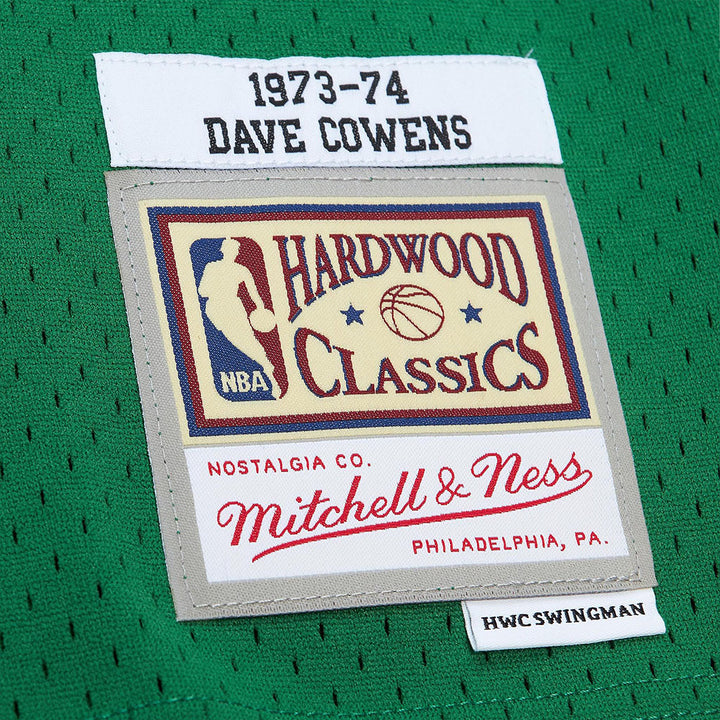 1973-74
DAVE COWENS
HARDWOOD
CLASSICS
NBA
NOSTALGIA CO.
Mitchell & Ness
PHILADELPHIA, PA.
HWC SWINGMAN